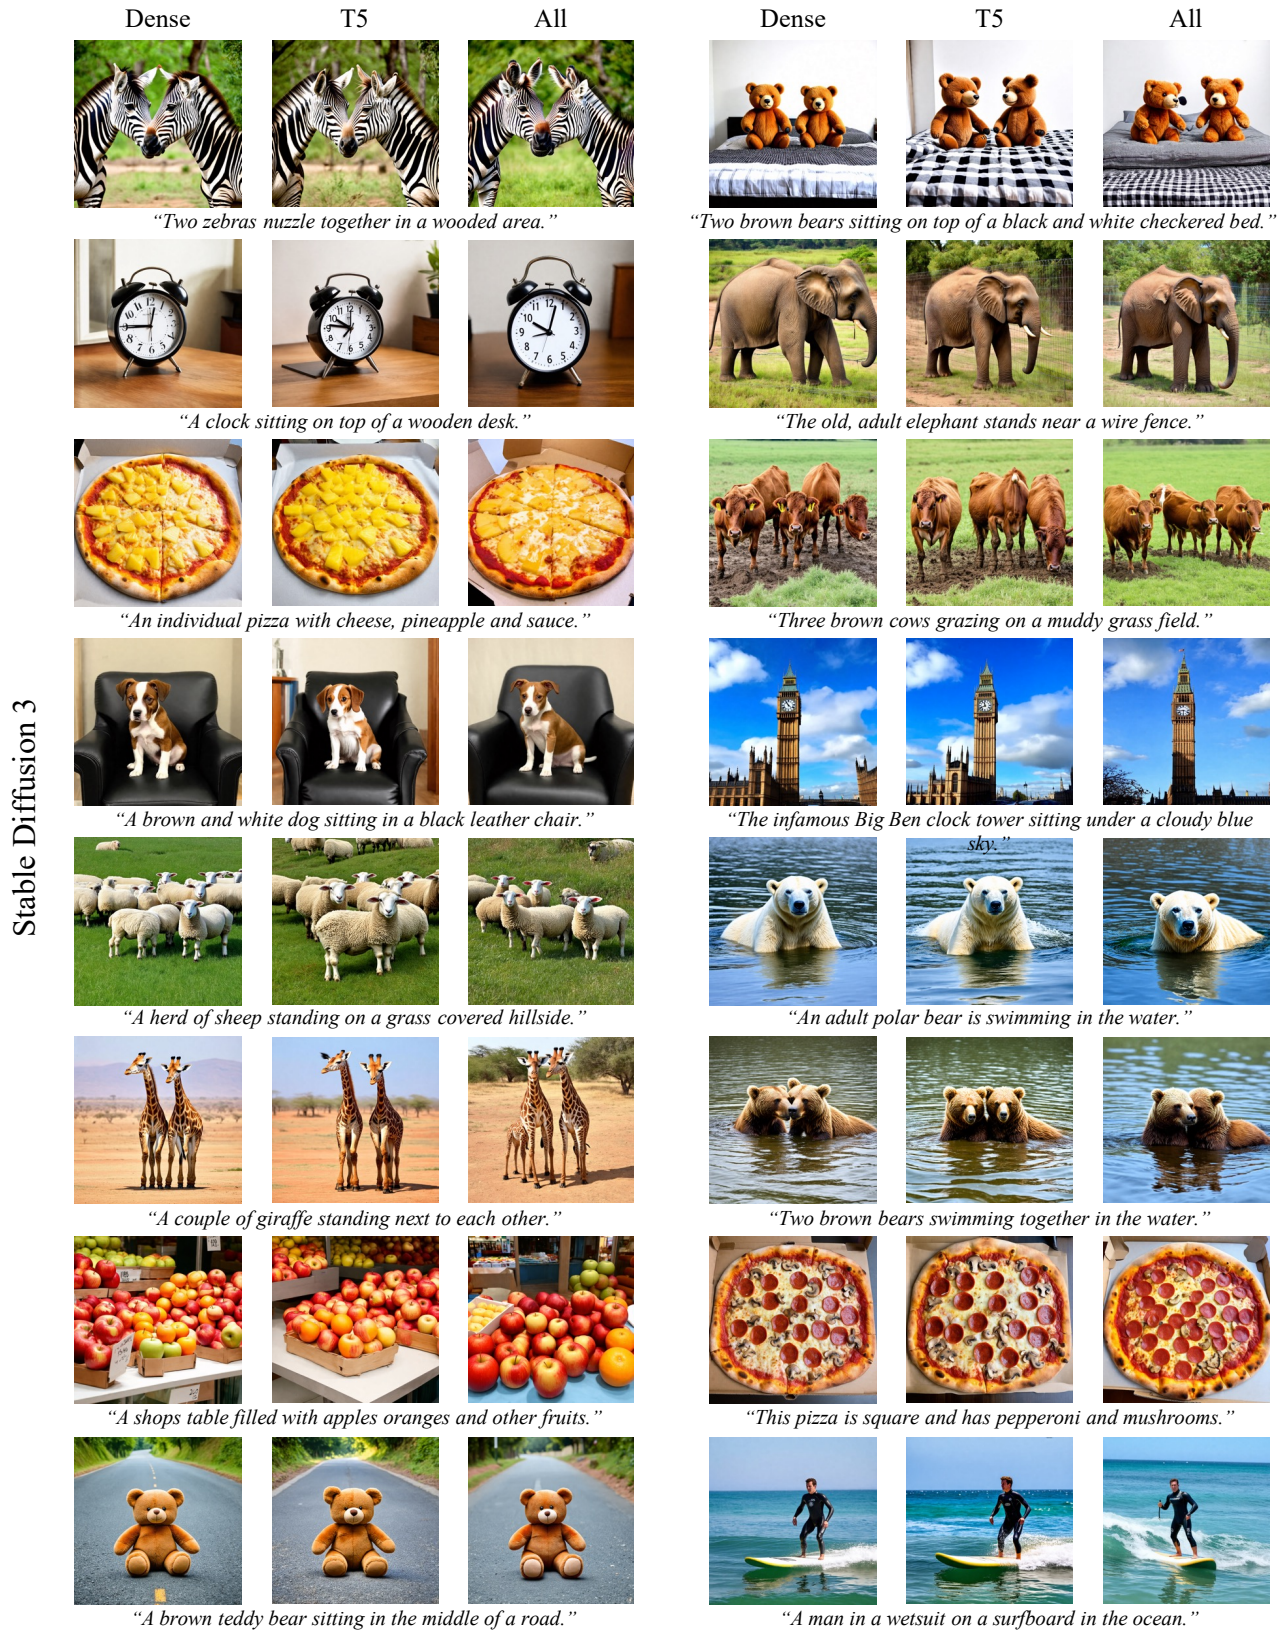 Dense T5 All Dense T5 All
“Two zebras nuzzle together in a wooded area.” “Two brown bears sitting on top of a black and white checkered bed.”
“A clock sitting on top of a wooden desk.” “The old, adult elephant stands near a wire fence.”
“An individual pizza with cheese, pineapple and sauce.” “Three brown cows grazing on a muddy grass field.”
Stable Diffusion 3
“A brown and white dog sitting in a black leather chair.” “The infamous Big Ben clock tower sitting under a cloudy blue
sky.”
“A herd of sheep standing on a grass covered hillside.” “An adult polar bear is swimming in the water.”
“A couple of giraffe standing next to each other.” “Two brown bears swimming together in the water.”
“A shops table filled with apples oranges and other fruits.” “This pizza is square and has pepperoni and mushrooms.”
“A brown teddy bear sitting in the middle of a road.” “A man in a wetsuit on a surfboard in the ocean.”